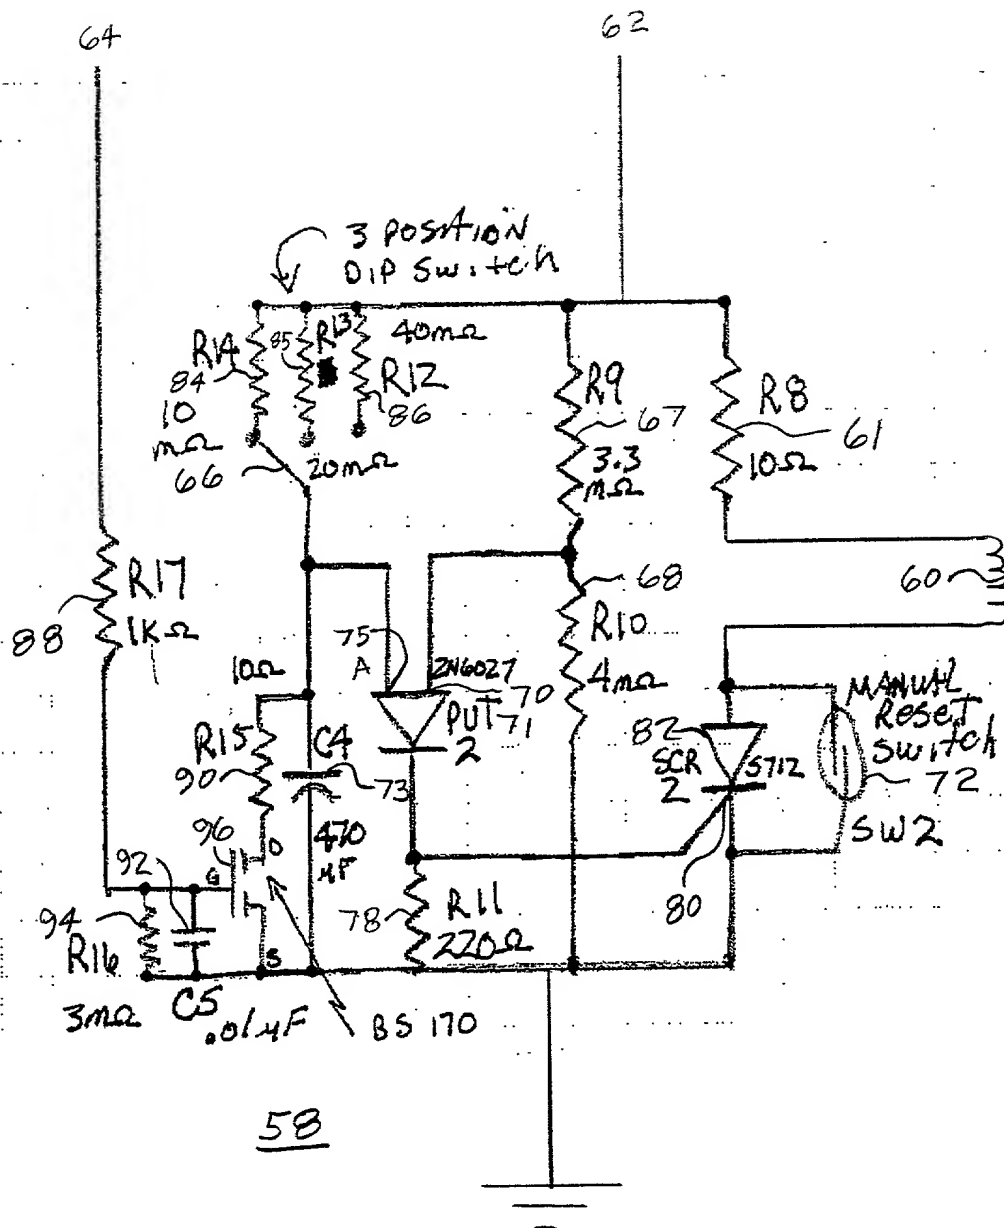 64
62
3 POSITION
DIP Switch
R14
84
10
mΩ
66
85
R13
20mΩ
40mΩ
R12
86
R9
67
3.3
mΩ
R8
61
10Ω
60
68
R10
4mΩ
R17
88
1KΩ
10Ω
75
A
2N6027
70
PUT
71
2
R15
90
C4
73
470
µF
82
SCR
2
S712
MANUAL
Reset
Switch
72
SW2
80
96
D
G
S
92
94
R16
3mΩ
C5
.01µF
BS 170
78
R11
220Ω
58